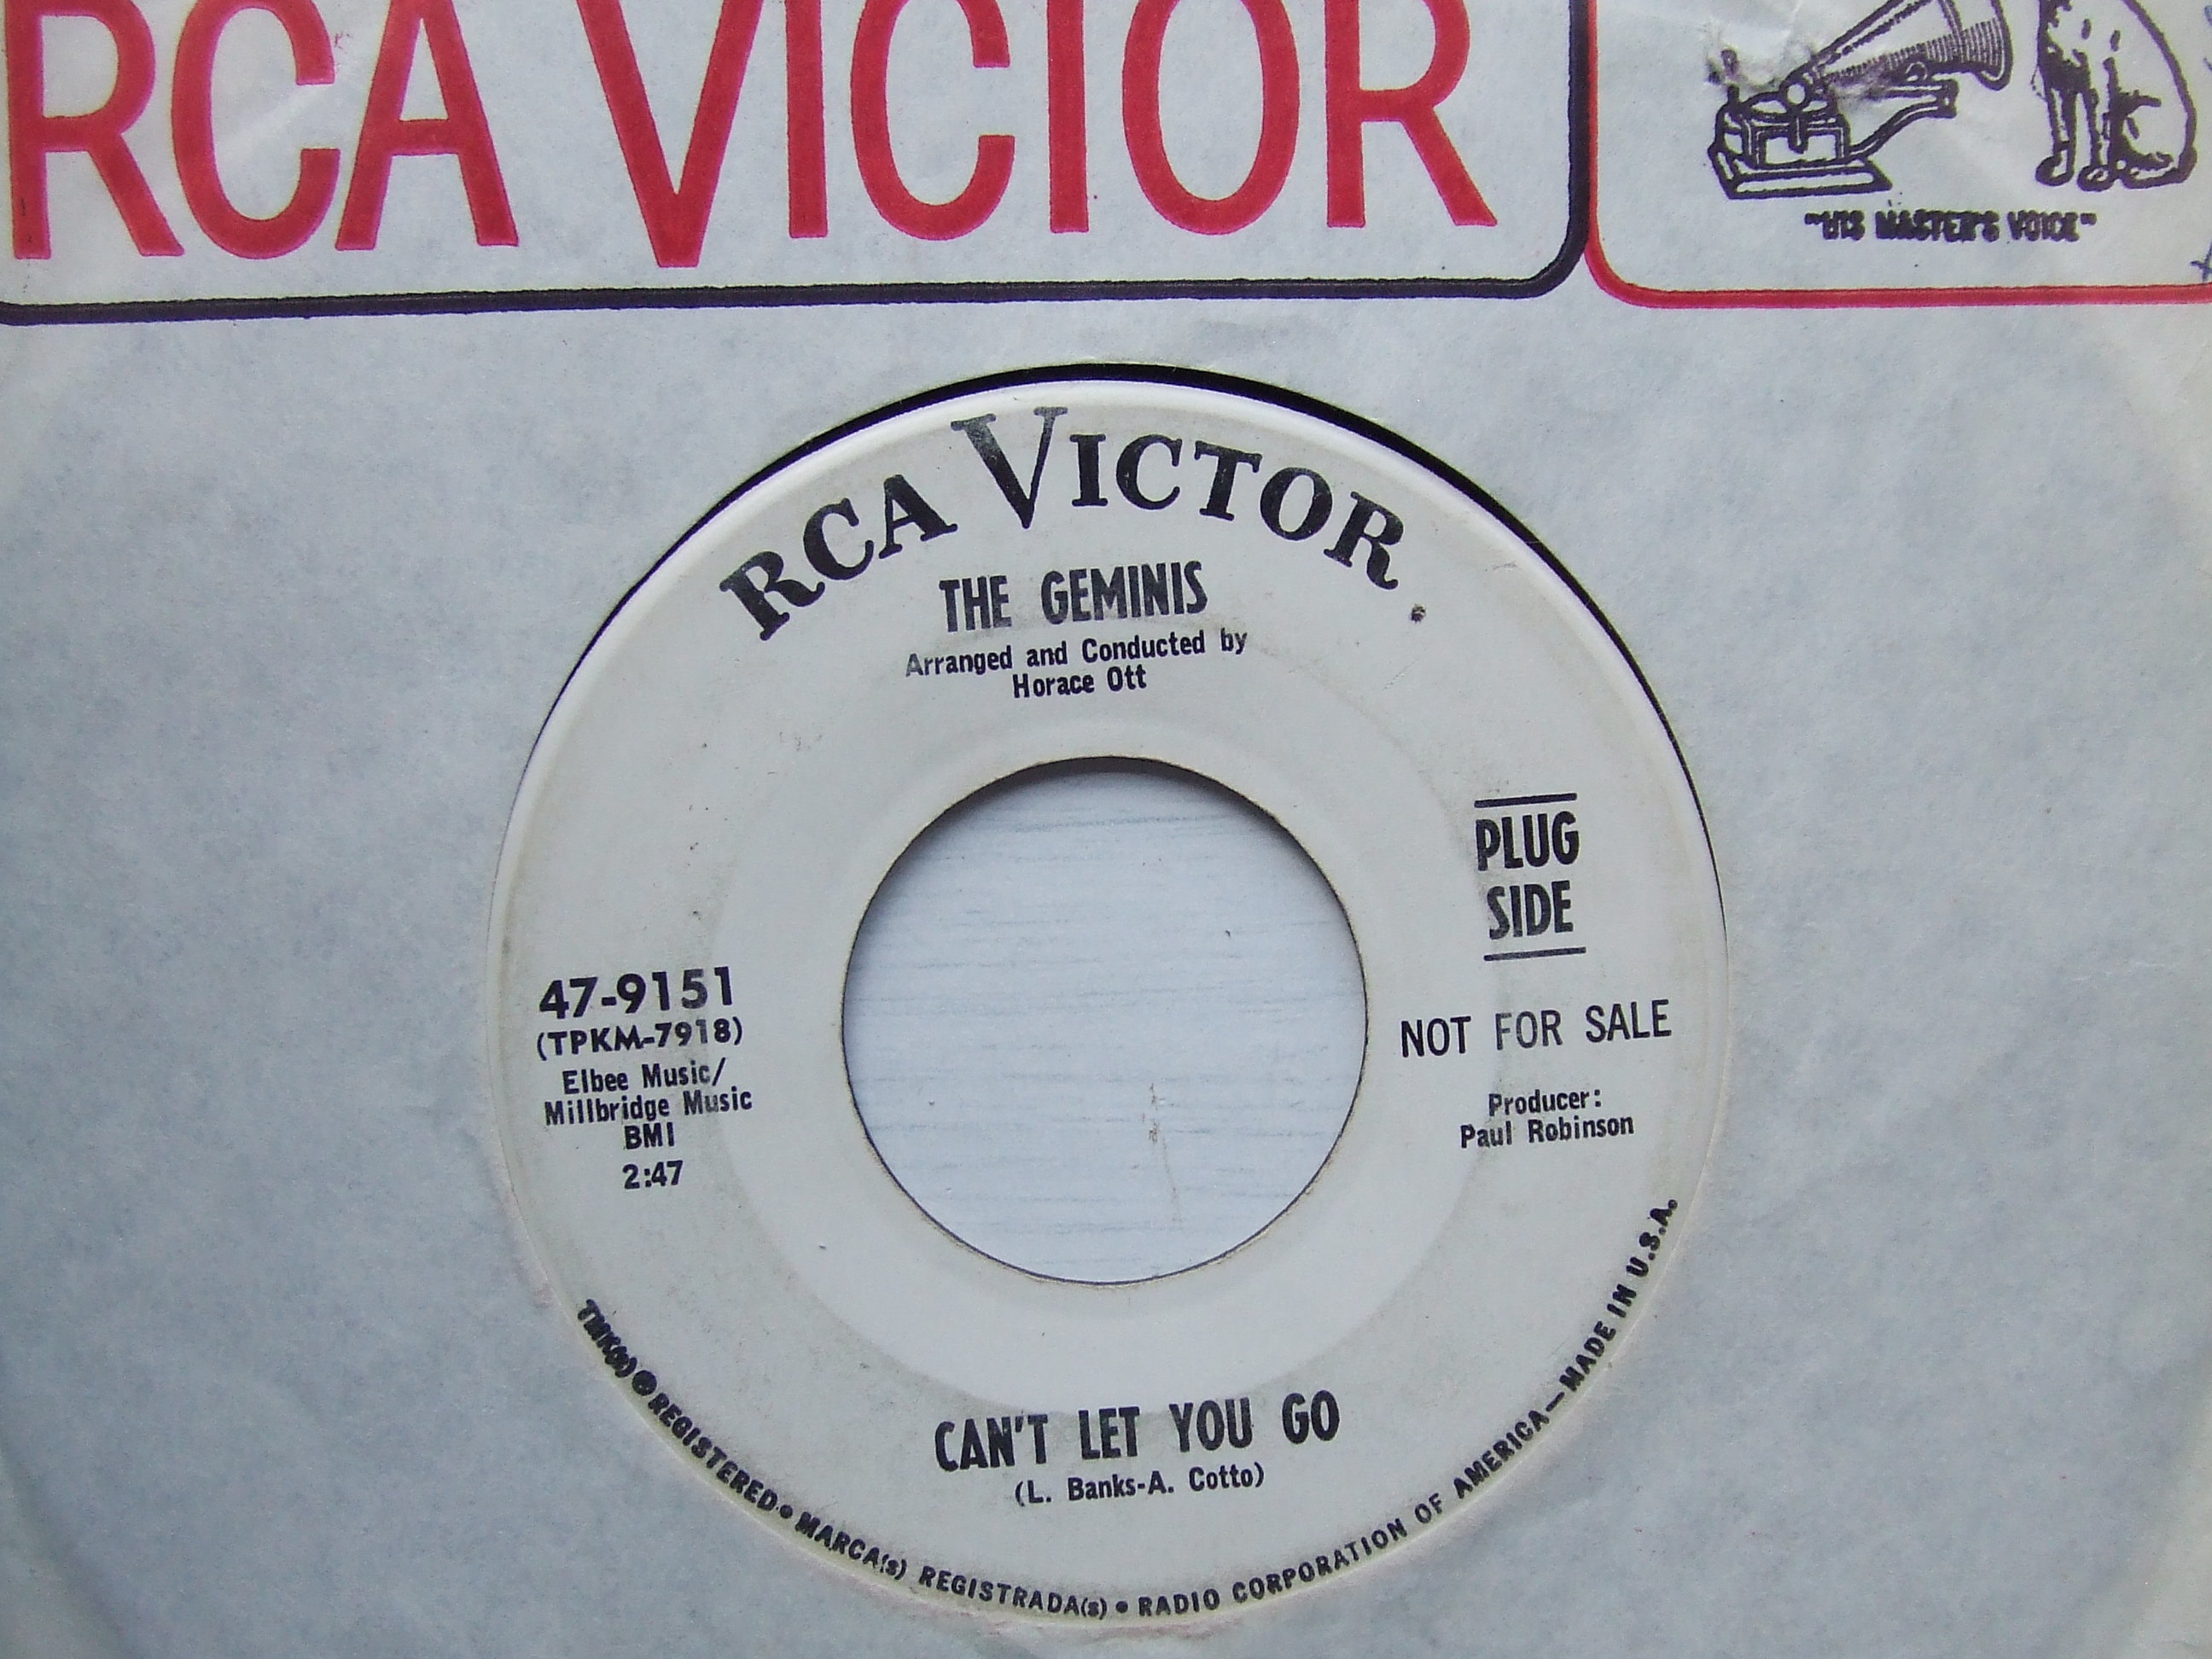 RCA VICTOR
"HIS MASTER'S VOICE"
RCA VICTOR
THE GEMINIS
Arranged and Conducted by
Horace Ott
PLUG
SIDE
47-9151
(TPKM-7918)
Elbee Music/
Millbridge Music
BMI
2:47
NOT FOR SALE
Producer:
Paul Robinson
CAN'T LET YOU GO
(L. Banks-A. Cotto)
TMK(s) ® REGISTERED • MARCA(s) REGISTRADA(s) • RADIO CORPORATION OF AMERICA—MADE IN U.S.A.